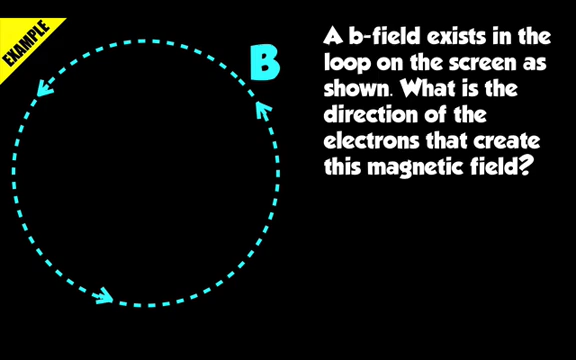 EXAMPLE
B
A b-field exists in the
loop on the screen as
shown. What is the
direction of the
electrons that create
this magnetic field?